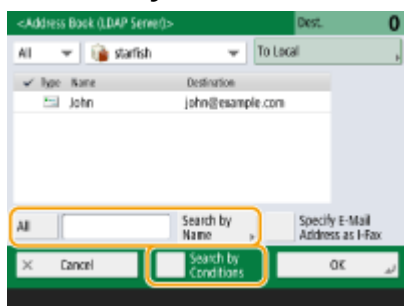 <Address Book (LDAP Server)> Dest. 0
All starfish To Local
Type Name Destination
John john@example.com
All Search by Name Specify E-Mail Address as I-Fax
Cancel Search by Conditions OK